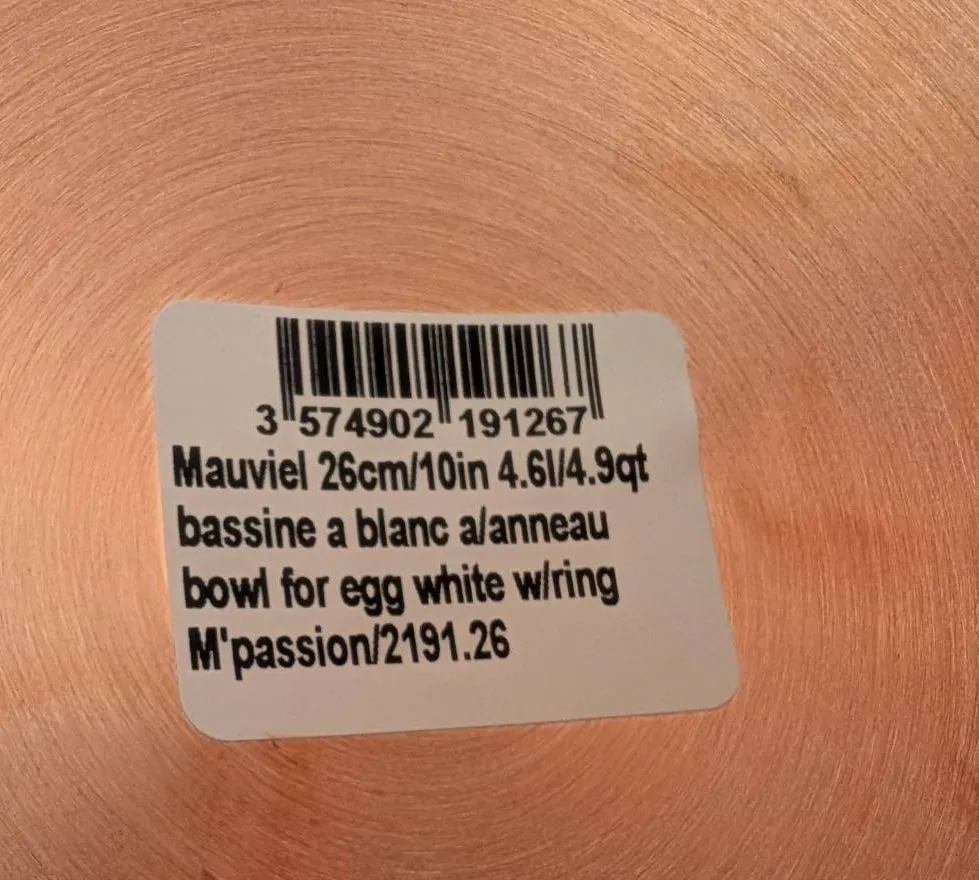 3 574902 191267
Mauviel 26cm/10in 4.6l/4.9qt
bassine a blanc a/anneau
bowl for egg white w/ring
M'passion/2191.26